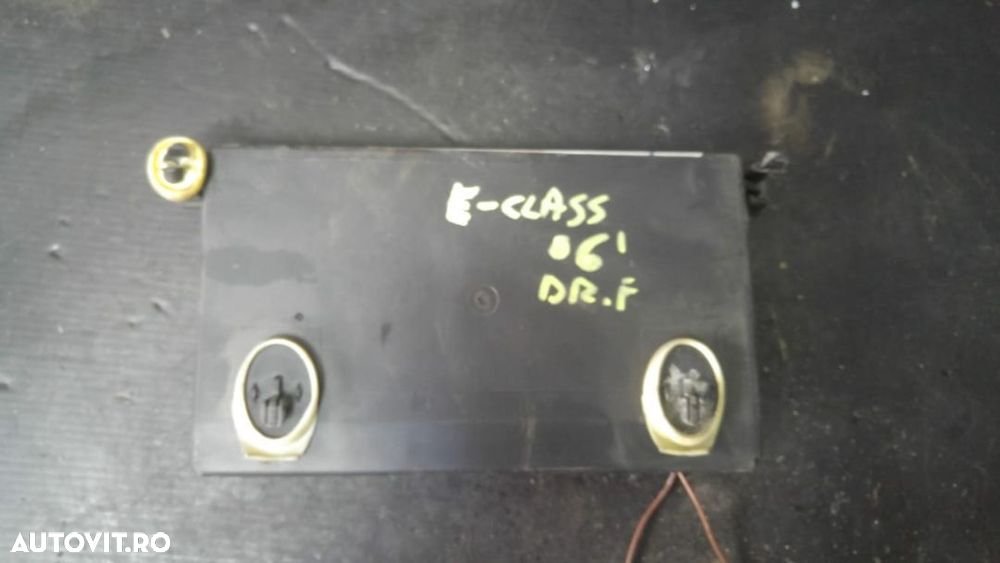 E-CLASS
06'
DR.F
AUTOVIT.RO